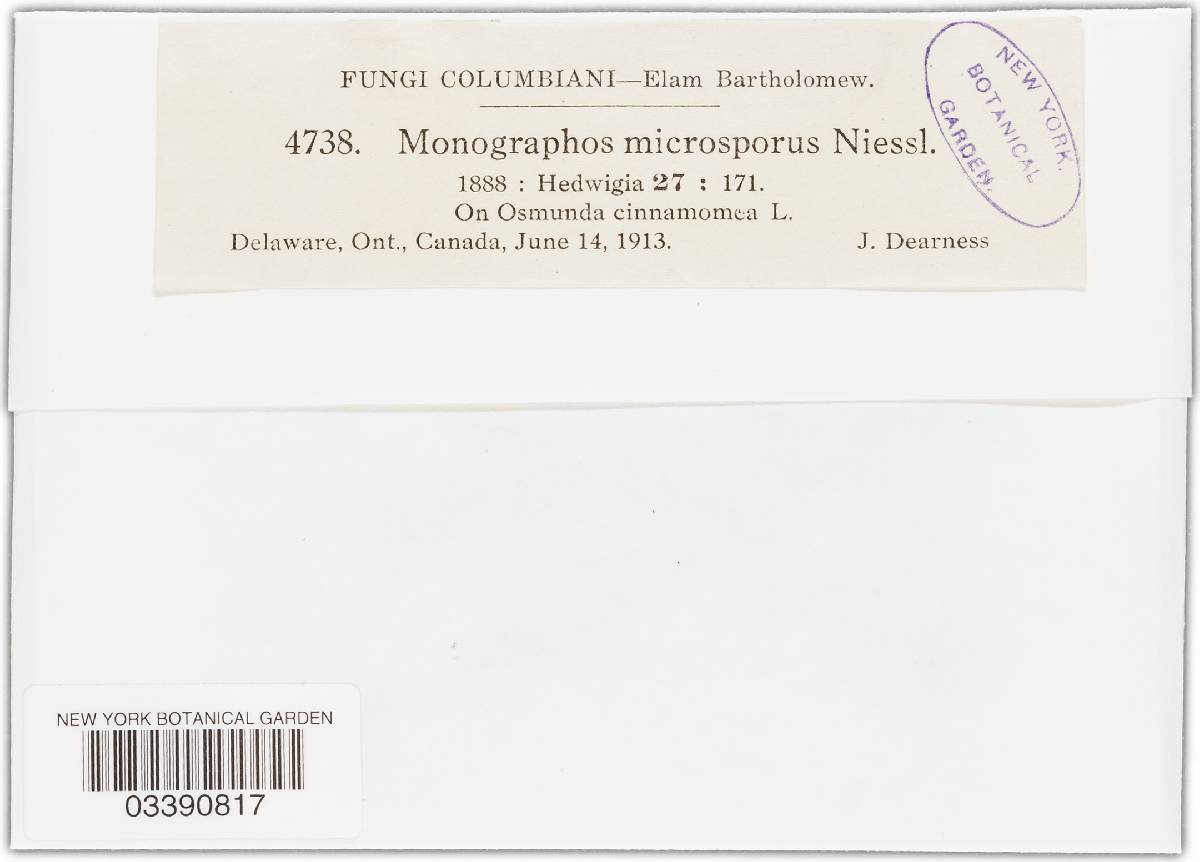 FUNGI COLUMBIANI—Elam Bartholomew.
4738. Monographos microsporus Niessl.
1888 : Hedwigia 27 : 171.
On Osmunda cinnamomea L.
Delaware, Ont., Canada, June 14, 1913. J. Dearness
NEW YORK.
BOTANICAL
GARDEN.
NEW YORK BOTANICAL GARDEN
03390817